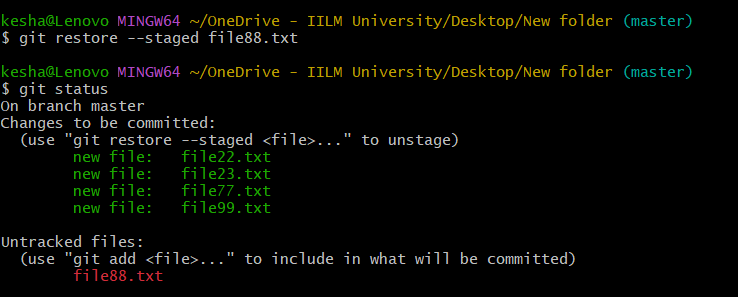 kesha@Lenovo MINGW64 ~/OneDrive - IILM University/Desktop/New folder (master)
$ git restore --staged file88.txt

kesha@Lenovo MINGW64 ~/OneDrive - IILM University/Desktop/New folder (master)
$ git status
On branch master
Changes to be committed:
  (use "git restore --staged <file>..." to unstage)
        new file:   file22.txt
        new file:   file23.txt
        new file:   file77.txt
        new file:   file99.txt

Untracked files:
  (use "git add <file>..." to include in what will be committed)
        file88.txt